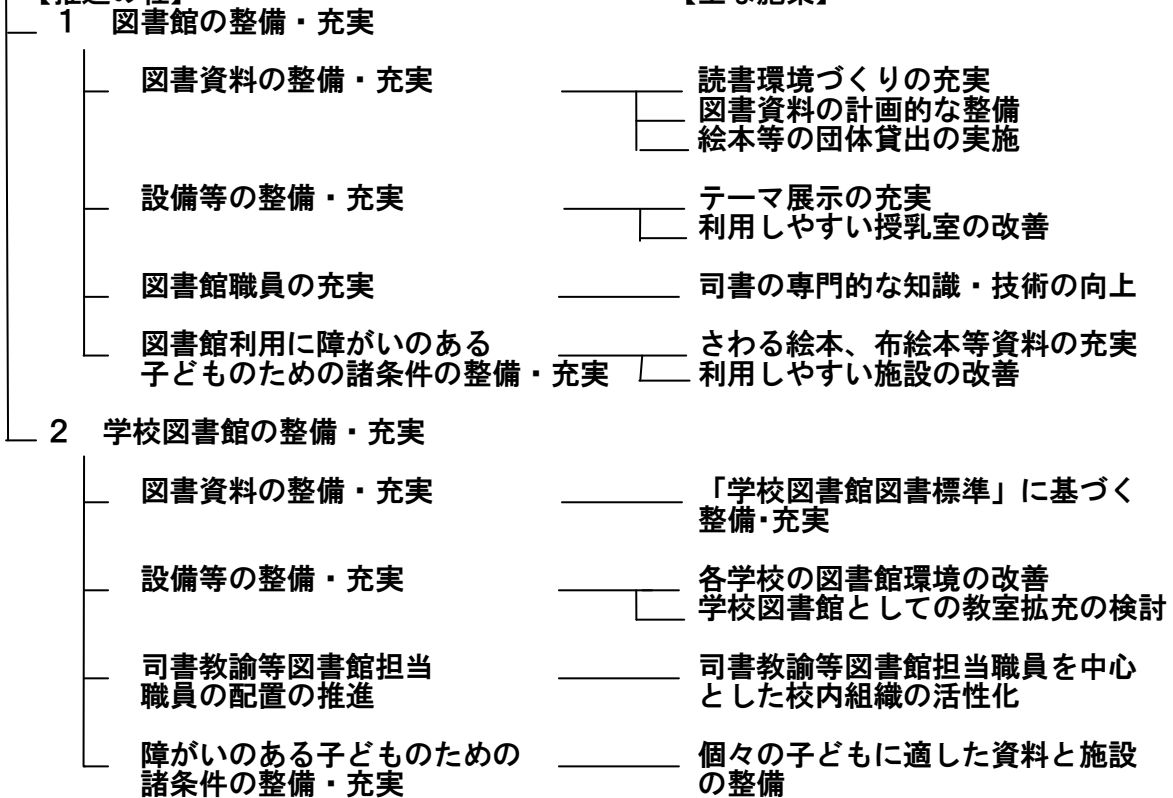 1 図書館の整備・充実
図書資料の整備・充実
読書環境づくりの充実
図書資料の計画的な整備
絵本等の団体貸出の実施
設備等の整備・充実
テーマ展示の充実
利用しやすい授乳室の改善
図書館職員の充実
司書の専門的な知識・技術の向上
図書館利用に障がいのある
子どものための諸条件の整備・充実
さわる絵本、布絵本等資料の充実
利用しやすい施設の改善
2 学校図書館の整備・充実
図書資料の整備・充実
「学校図書館図書標準」に基づく
整備・充実
設備等の整備・充実
各学校の図書館環境の改善
学校図書館としての教室拡充の検討
司書教諭等図書館担当
職員の配置の推進
司書教諭等図書館担当職員を中心
とした校内組織の活性化
障がいのある子どものための
諸条件の整備・充実
個々の子どもに適した資料と施設
の整備